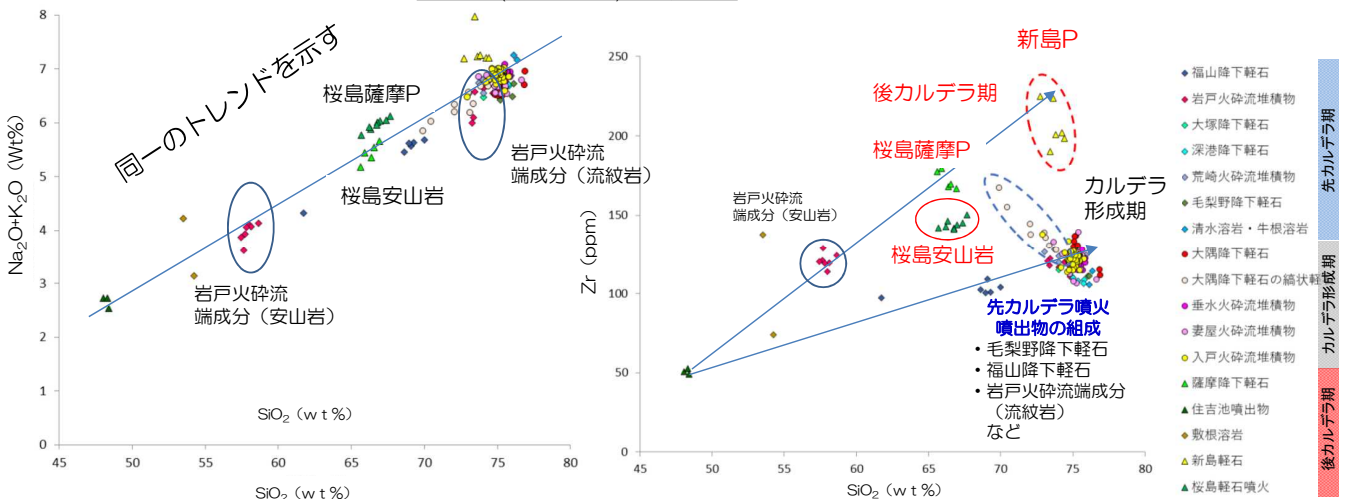 Na₂O+K₂O (Wt%)
8
7
6
5
4
3
2
1
0
45
50
55
60
65
70
75
80
SiO₂ (w t %)
SiO₂ (w t %)
同一のトレンドを示す
桜島薩摩P
桜島安山岩
岩戸火砕流
端成分（流紋岩）
岩戸火砕流
端成分（安山岩）
Zr (ppm)
250
200
150
100
50
0
45
50
55
60
65
70
75
80
SiO₂ (w t %)
新島P
後カルデラ期
桜島薩摩P
岩戸火砕流
端成分（安山岩）
桜島安山岩
カルデラ
形成期
先カルデラ噴火
噴出物の組成
・毛梨野降下軽石
・福山降下軽石
・岩戸火砕流端成分
（流紋岩）
など
福山降下軽石
岩戸火砕流堆積物
大塚降下軽石
深港降下軽石
荒崎火砕流堆積物
毛梨野降下軽石
清水溶岩・牛根溶岩
大隅降下軽石
大隅降下軽石の縞状軽
垂水火砕流堆積物
妻屋火砕流堆積物
入戸火砕流堆積物
薩摩降下軽石
住吉池噴出物
敷根溶岩
新島軽石
桜島軽石噴火
先カルデラ期
カルデラ形成期
後カルデラ期